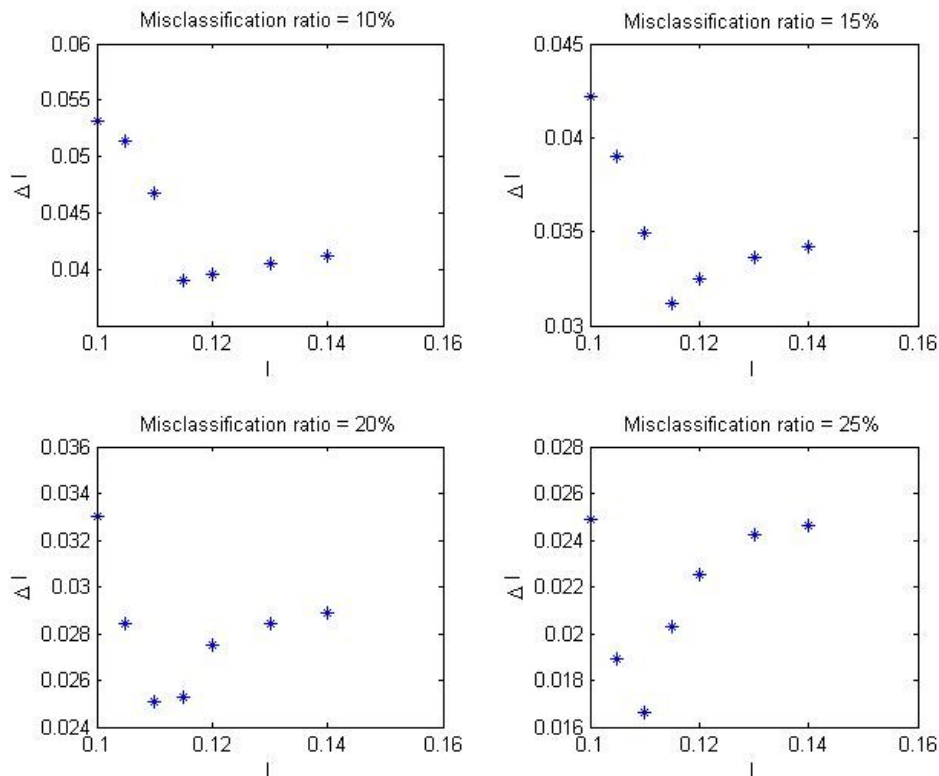 Misclassification ratio = 10%
0.06
0.055
0.05
0.045
0.04
Δ l
0.1 0.12 0.14 0.16
l
Misclassification ratio = 15%
0.045
0.04
0.035
0.03
Δ l
0.1 0.12 0.14 0.16
l
Misclassification ratio = 20%
0.036
0.034
0.032
0.03
0.028
0.026
0.024
Δ l
0.1 0.12 0.14 0.16
l
Misclassification ratio = 25%
0.028
0.026
0.024
0.022
0.02
0.018
0.016
Δ l
0.1 0.12 0.14 0.16
l